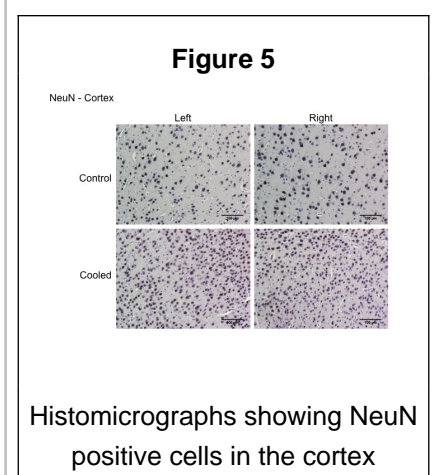 Figure 5
NeuN - Cortex
Left Right
Control
Cooled
Histomicrographs showing NeuN
positive cells in the cortex